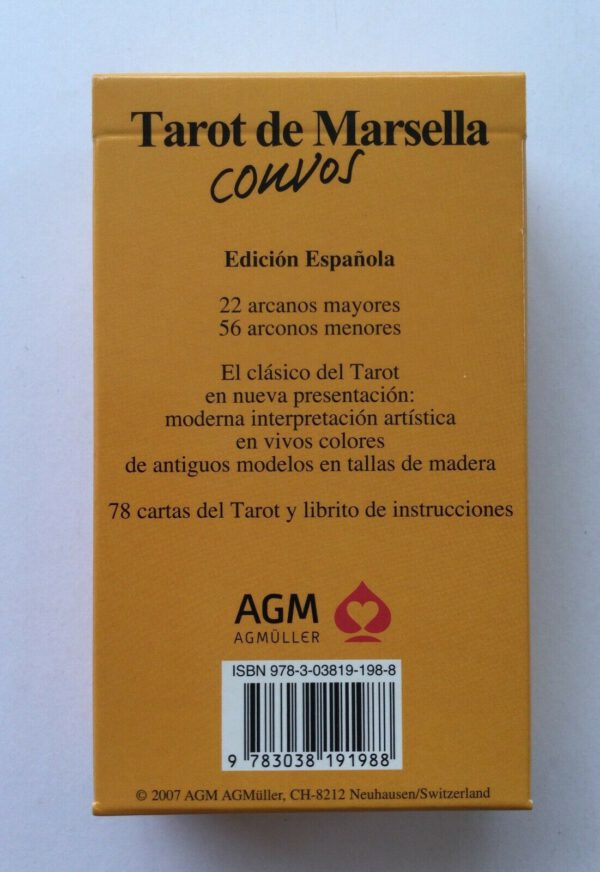 Tarot de Marsella
convos
Edición Española
22 arcanos mayores
56 arconos menores
El clásico del Tarot
en nueva presentación:
moderna interpretación artística
en vivos colores
de antiguos modelos en tallas de madera
78 cartas del Tarot y librito de instrucciones
AGM
AGMÜLLER
ISBN 978-3-03819-198-8
9 783038 191988
© 2007 AGM AGMüller, CH-8212 Neuhausen/Switzerland